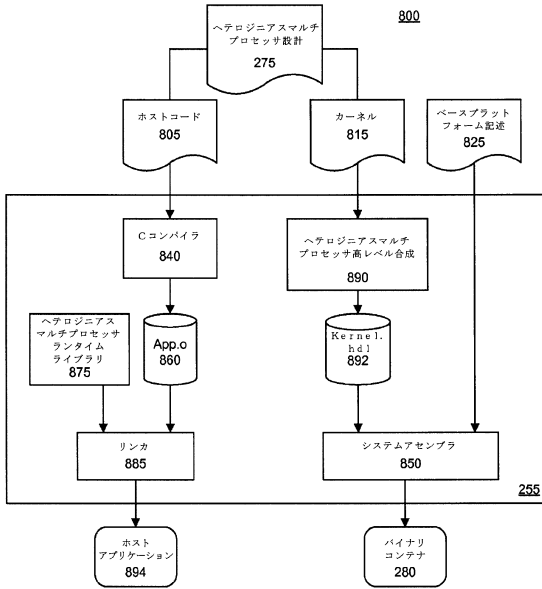 800
ヘテロジニアスマルチ
プロセッサ設計
275
ホストコード
805
カーネル
815
ベースプラット
フォーム記述
825
Cコンパイラ
840
ヘテロジニアスマルチ
プロセッサ高レベル合成
890
ヘテロジニアス
マルチプロセッサ
ランタイム
ライブラリ
875
App.o
860
Kernel.
hdl
892
リンカ
885
システムアセンブラ
850
255
ホスト
アプリケーション
894
バイナリ
コンテナ
280